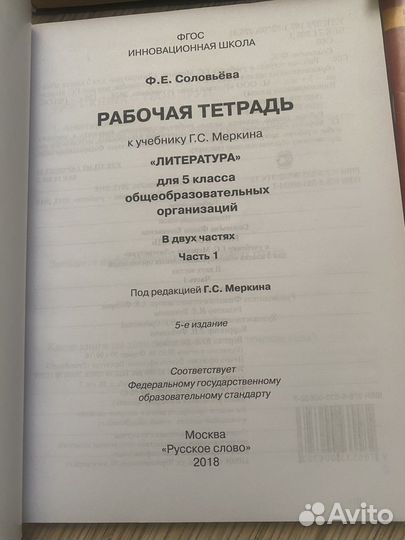 ФГОС
ИННОВАЦИОННАЯ ШКОЛА
Ф.Е. Соловьёва
РАБОЧАЯ ТЕТРАДЬ
к учебнику Г.С. Меркина
«ЛИТЕРАТУРА»
для 5 класса
общеобразовательных
организаций
В двух частях
Часть 1
Под редакцией Г.С. Меркина
5-е издание
Соответствует
Федеральному государственному
образовательному стандарту
Москва
«Русское слово»
2018
Avito